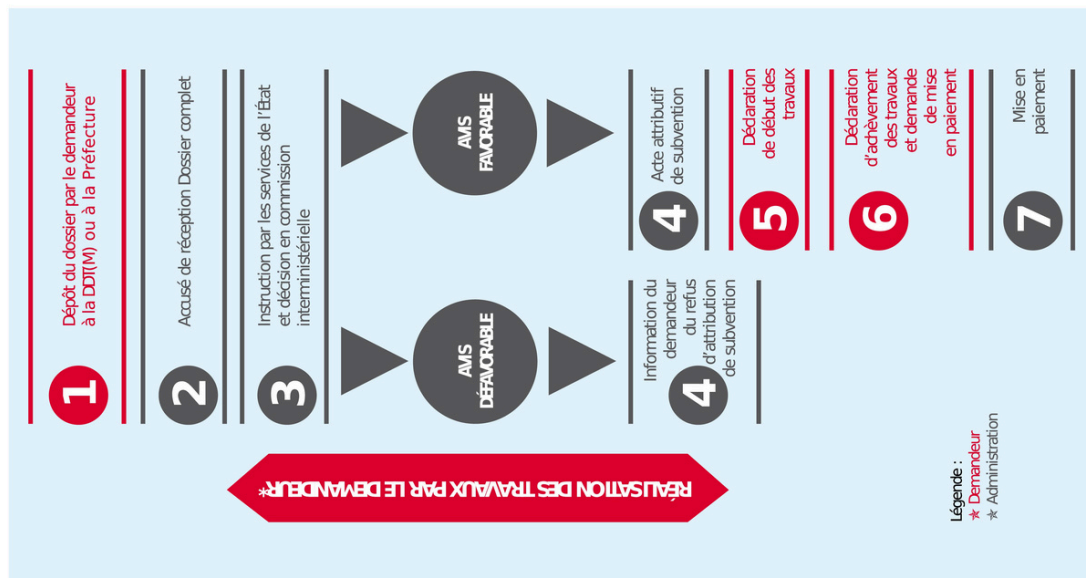 1
Dépôt du dossier par le demandeur
à la DDT(M) ou à la Préfecture
2
Accusé de réception Dossier complet
3
Instruction par les services de l'État
et décision en commission
interministérielle
AVIS
DÉFAVORABLE
AVIS
FAVORABLE
4
Information du
demandeur
du refus
d'attribution
de subvention
4
Acte attributif
de subvention
5
Déclaration
de début des
travaux
6
Déclaration
d'achèvement
des travaux
et demande
de mise
en paiement
7
Mise en
paiement
RÉALISATION DES TRAVAUX PAR LE DEMANDEUR*
Légende :
* Demandeur
* Administration